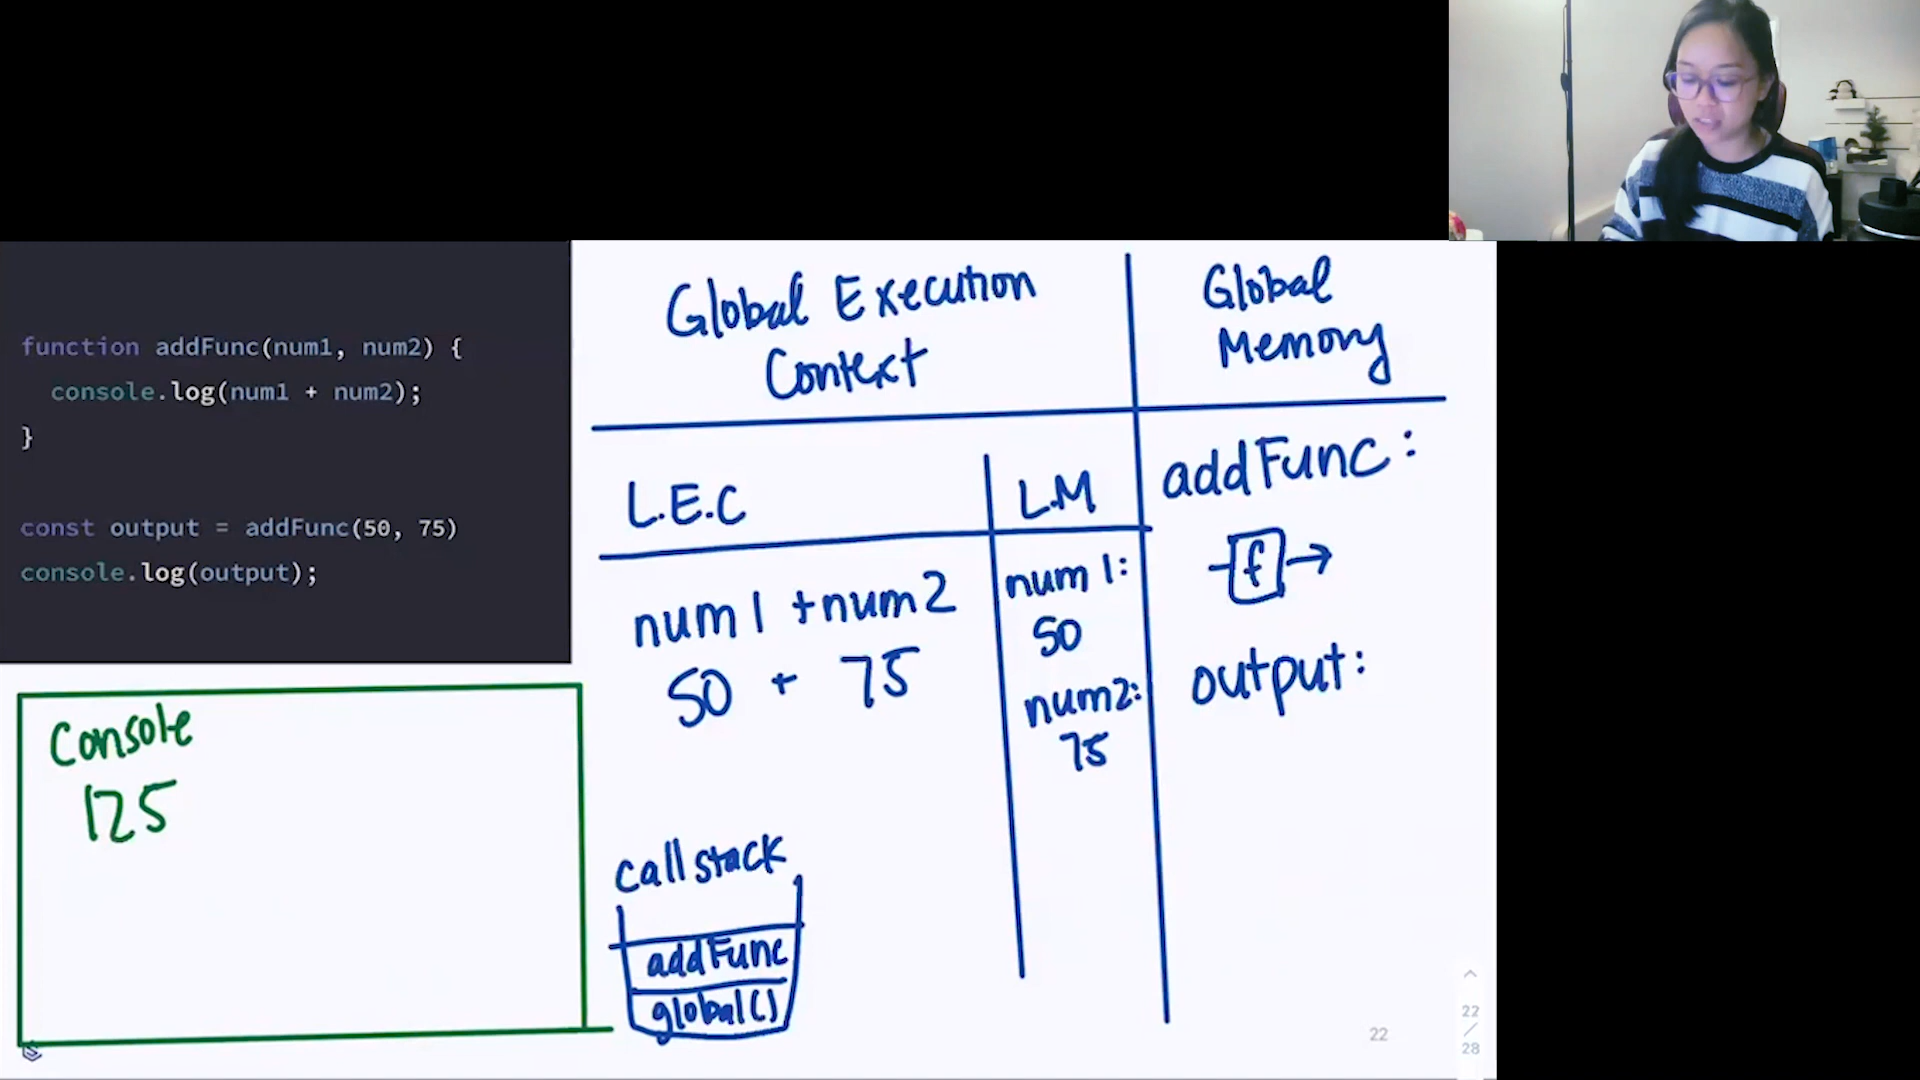 function addFunc(num1, num2) {
console.log(num1 + num2);
}
const output = addFunc(50, 75)
console.log(output);
Console
125
Global Execution
Context
Global
Memory
L.E.C
L.M
num1 + num2
50 + 75
num1:
50
num2:
75
addFunc:
f
output:
call stack
addFunc
global()
22
22
/
28